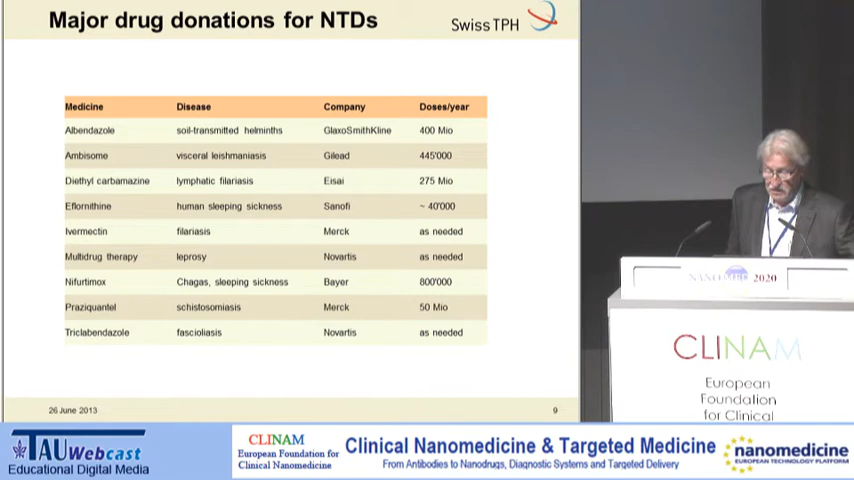 Major drug donations for NTDs
Swiss TPH
Medicine Disease Company Doses/year
Albendazole soil-transmitted helminths GlaxoSmithKline 400 Mio
Ambisome visceral leishmaniasis Gilead 445'000
Diethyl carbamazine lymphatic filariasis Eisai 275 Mio
Eflornithine human sleeping sickness Sanofi ~ 40'000
Ivermectin filariasis Merck as needed
Multidrug therapy leprosy Novartis as needed
Nifurtimox Chagas, sleeping sickness Bayer 800'000
Praziquantel schistosomiasis Merck 50 Mio
Triclabendazole fascioliasis Novartis as needed
26 June 2013 9
2020
CLINAM
European
Foundation
for Clinical
TAU Webcast
Educational Digital Media
CLINAM
European Foundation for
Clinical Nanomedicine
Clinical Nanomedicine & Targeted Medicine
From Antibodies to Nanodrugs, Diagnostic Systems and Targeted Delivery
nanomedicine
EUROPEAN TECHNOLOGY PLATFORM